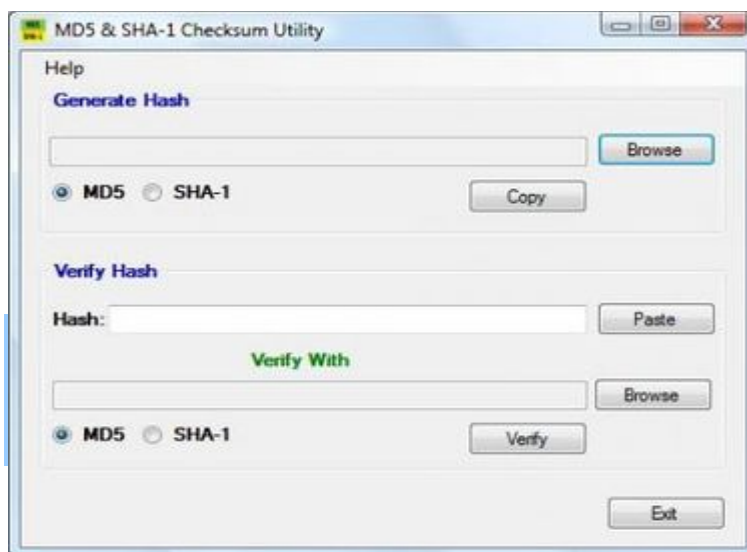 MD5 & SHA-1 Checksum Utility
Help
Generate Hash
Browse
MD5 SHA-1 Copy
Verify Hash
Hash: Paste
Verify With
Browse
MD5 SHA-1 Verify
Exit